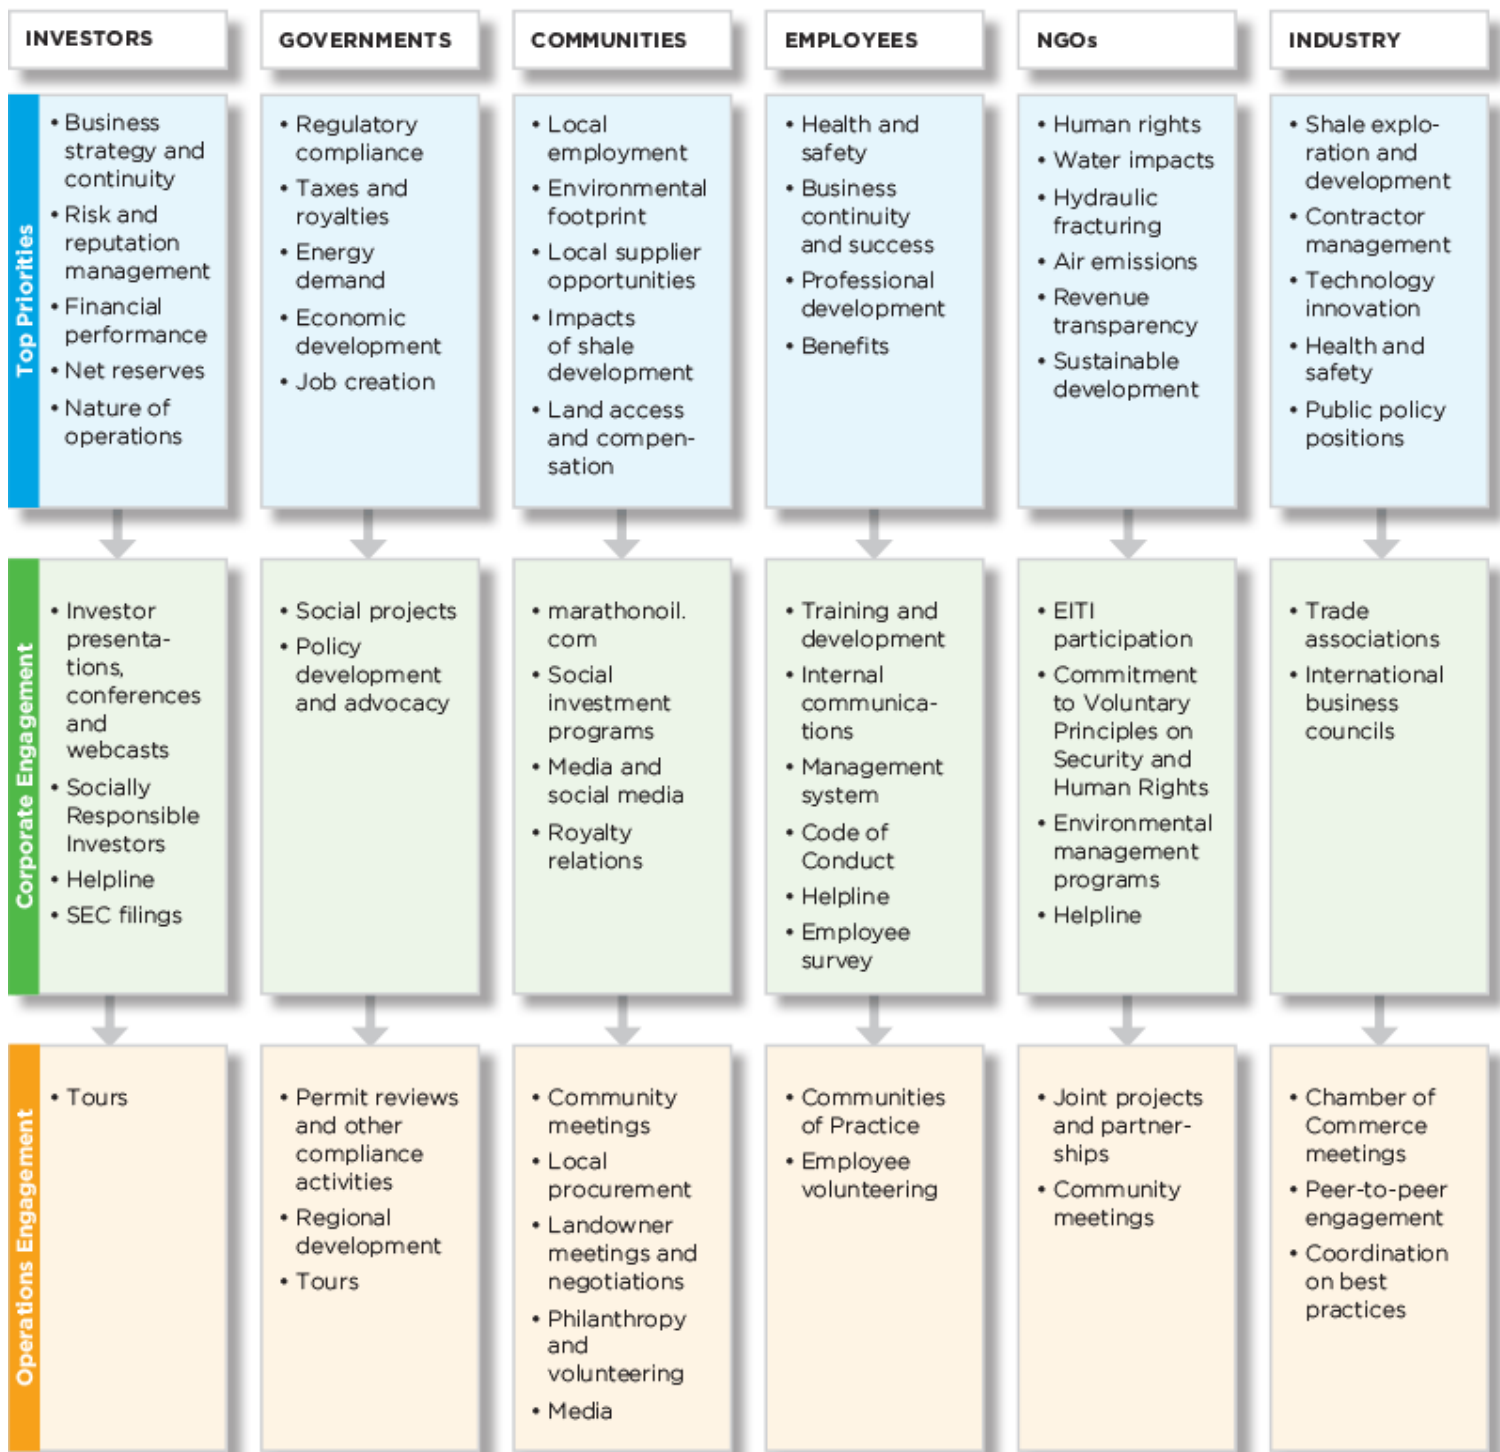 INVESTORS
GOVERNMENTS
COMMUNITIES
EMPLOYEES
NGOs
INDUSTRY
Top Priorities
• Business
strategy and
continuity
• Risk and
reputation
management
• Financial
performance
• Net reserves
• Nature of
operations
• Regulatory
compliance
• Taxes and
royalties
• Energy
demand
• Economic
development
• Job creation
• Local
employment
• Environmental
footprint
• Local supplier
opportunities
• Impacts
of shale
development
• Land access
and compen-
sation
• Health and
safety
• Business
continuity
and success
• Professional
development
• Benefits
• Human rights
• Water impacts
• Hydraulic
fracturing
• Air emissions
• Revenue
transparency
• Sustainable
development
• Shale explo-
ration and
development
• Contractor
management
• Technology
innovation
• Health and
safety
• Public policy
positions
Corporate Engagement
• Investor
presenta-
tions,
conferences
and
webcasts
• Socially
Responsible
Investors
• Helpline
• SEC filings
• Social projects
• Policy
development
and advocacy
• marathonoil.
com
• Social
investment
programs
• Media and
social media
• Royalty
relations
• Training and
development
• Internal
communica-
tions
• Management
system
• Code of
Conduct
• Helpline
• Employee
survey
• EITI
participation
• Commitment
to Voluntary
Principles on
Security and
Human Rights
• Environmental
management
programs
• Helpline
• Trade
associations
• International
business
councils
Operations Engagement
• Tours
• Permit reviews
and other
compliance
activities
• Regional
development
• Tours
• Community
meetings
• Local
procurement
• Landowner
meetings and
negotiations
• Philanthropy
and
volunteering
• Media
• Communities
of Practice
• Employee
volunteering
• Joint projects
and partner-
ships
• Community
meetings
• Chamber of
Commerce
meetings
• Peer-to-peer
engagement
• Coordination
on best
practices